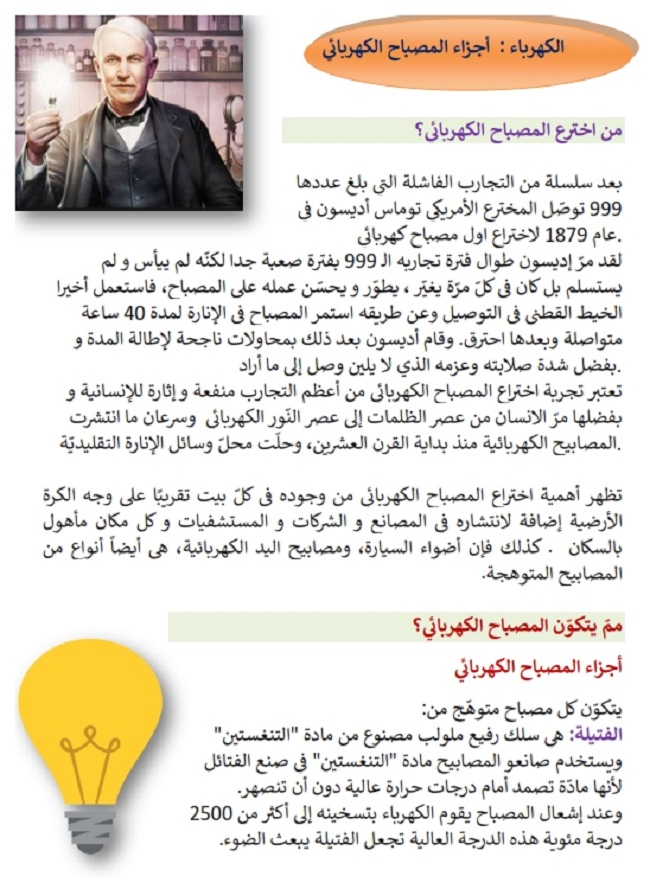 الكهرباء : أجزاء المصباح الكهربائي
من اخترع المصباح الكهربائي؟
بعد سلسلة من التجارب الفاشلة التي بلغ عددها
999 توصّل المخترع الأمريكي توماس أديسون في
.عام 1879 لاختراع اول مصباح كهربائي
لقد مرّ إديسون طوال فترة تجاربه الـ 999 بفترة صعبة جدا لكنّه لم ييأس و لم
يستسلم بل كان في كلّ مرّة يغيّر ، يطوّر و يحسّن عمله على المصباح، فاستعمل أخيرا
الخيط القطني في التوصيل وعن طريقه استمر المصباح في الإنارة لمدة 40 ساعة
متواصلة وبعدها احترق. وقام أديسون بعد ذلك بمحاولات ناجحة لإطالة المدة و
.بفضل شدة صلابته وعزمه الذي لا يلين وصل إلى ما أراد
تعتبر تجربة اختراع المصباح الكهربائي من أعظم التجارب منفعة و إثارة للإنسانية و
بفضلها مرّ الانسان من عصر الظلمات إلى عصر النّور الكهربائي وسرعان ما انتشرت
.المصابيح الكهربائية منذ بداية القرن العشرين، وحلّت محلّ وسائل الإنارة التقليديّة
تظهر أهمية اختراع المصباح الكهربائي من وجوده في كلّ بيت تقريبًا على وجه الكرة
الأرضية إضافة لانتشاره في المصانع و الشركات و المستشفيات و كل مكان مأهول
بالسكان . كذلك فإن أضواء السيارة، ومصابيح اليد الكهربائية، هي أيضاً أنواع من
المصابيح المتوهجة.
ممّ يتكوّن المصباح الكهربائي؟
أجزاء المصباح الكهربائي
يتكوّن كل مصباح متوهّج من:
الفتيلة: هي سلك رفيع ملولب مصنوع من مادة "التنغستين"
ويستخدم صانعو المصابيح مادة "التنغستين" في صنع الفتائل
لأنها مادّة تصمد أمام درجات حرارة عالية دون أن تنصهر.
وعند إشعال المصباح يقوم الكهرباء بتسخيئه إلى أكثر من 2500
درجة مئوية هذه الدرجة العالية تجعل الفتيلة يبعث الضوء.